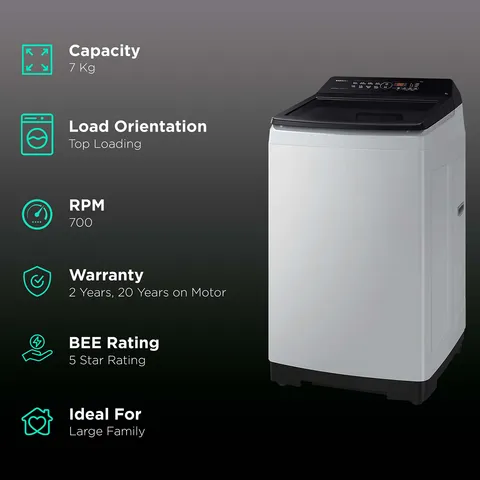 Capacity
7 Kg
Load Orientation
Top Loading
RPM
700
Warranty
2 Years, 20 Years on Motor
BEE Rating
5 Star Rating
Ideal For
Large Family